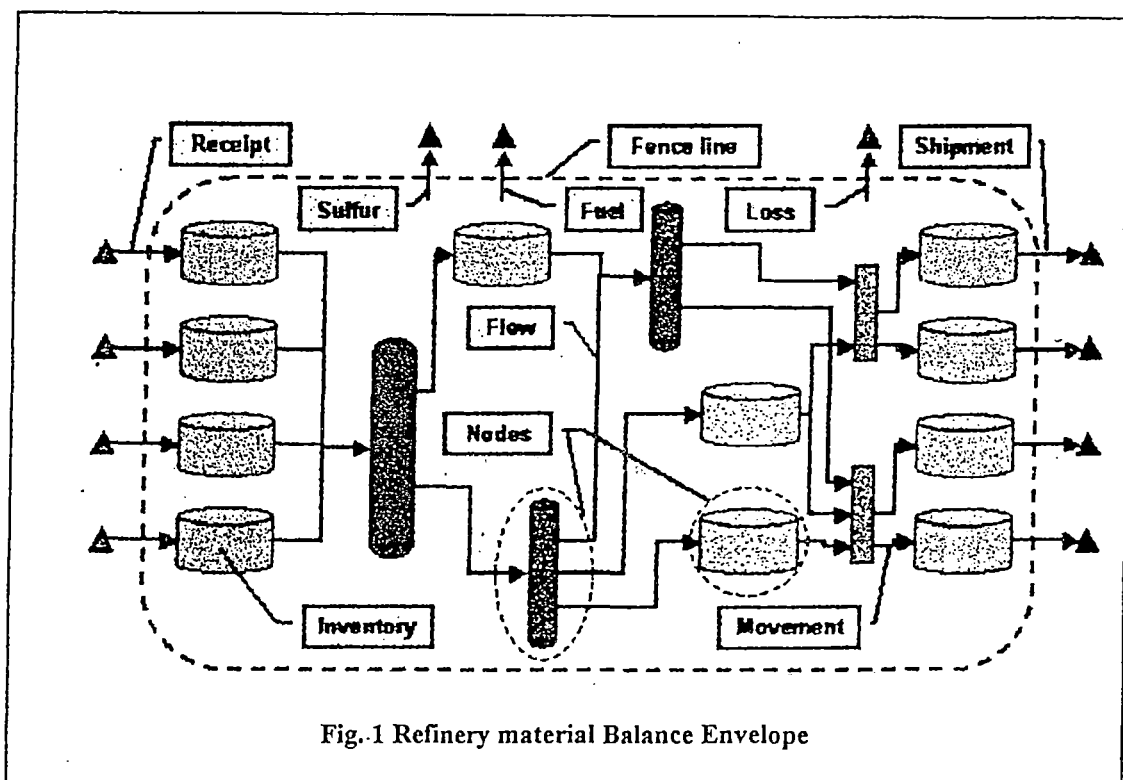 Receipt
Fence line
Shipment
Sulfur
Fuel
Loss
Flow
Nodes
Inventory
Movement
Fig. 1 Refinery material Balance Envelope